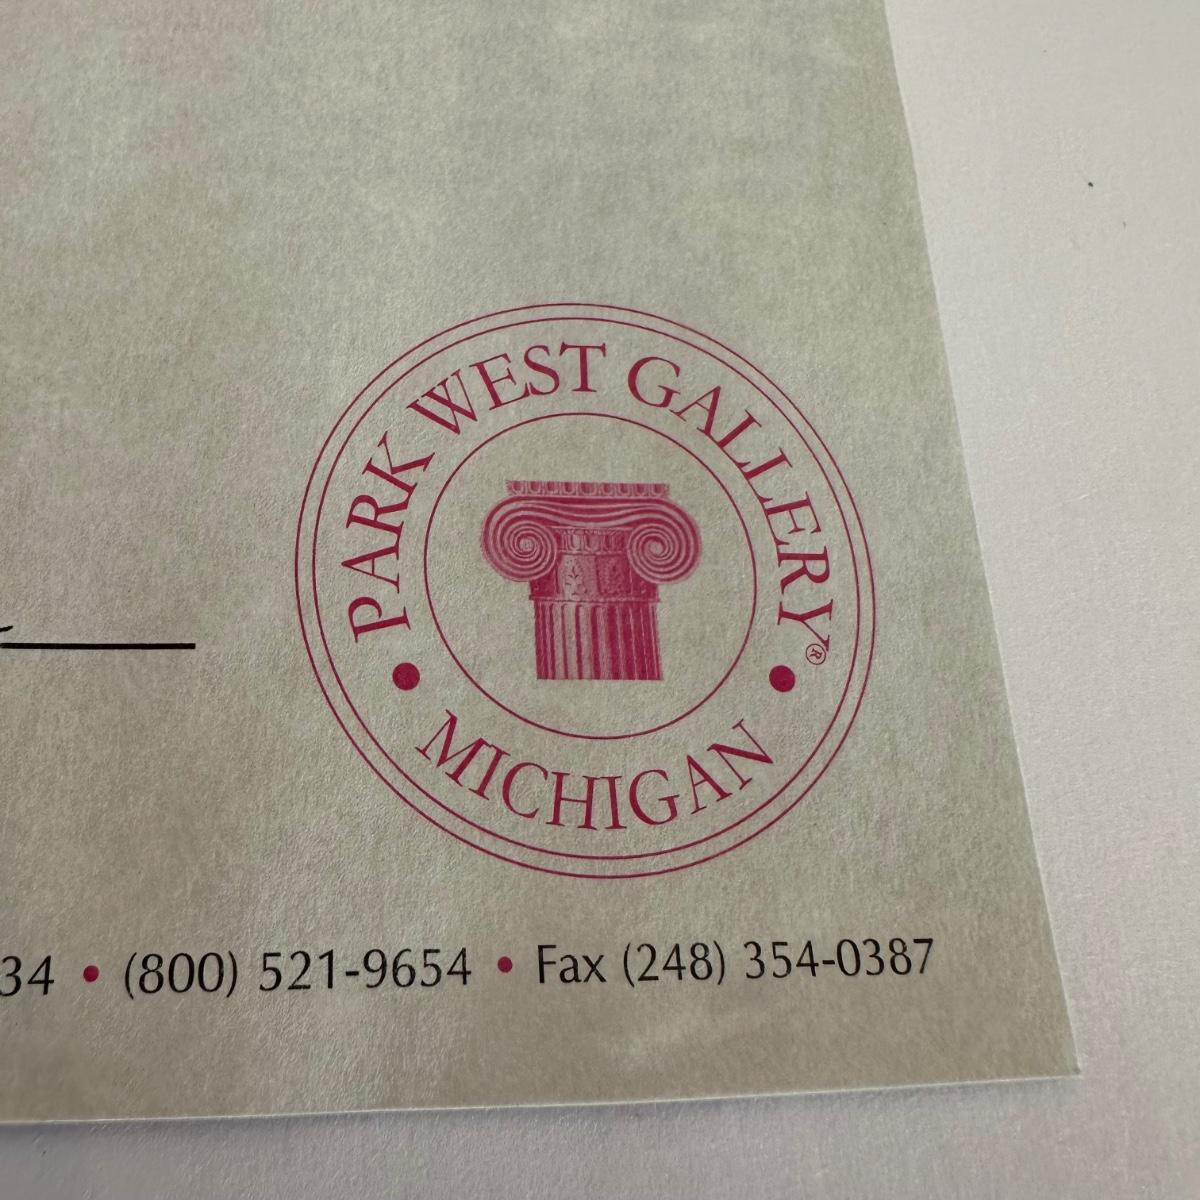 PARK WEST GALLERY®
• MICHIGAN •
34 • (800) 521-9654 • Fax (248) 354-0387